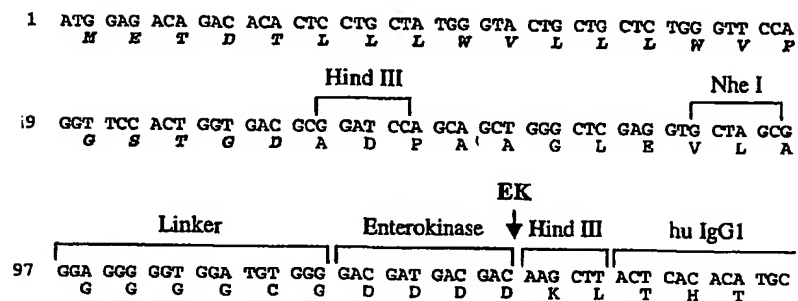 1 ATG GAG ACA GAC ACA CTC CTG CTA TGG GTA CTG CTG CTC TGG GTT CCA
M E T D T L L L W V L L L W V P
Hind III Nhe I
49 GGT TCC ACT GGT GAC GCG GAT CCA GCA GCT GGG CTC GAG GTG CTA GCG
G S T G D A D P A A G L E V L A
EK
Linker Enterokinase Hind III hu IgG1
97 GGA GGG GGT GGA TGT GGG GAC GAT GACGAC AAG CTT ACT CAC ACA TGC
G G G G C G D D D D K L T H T